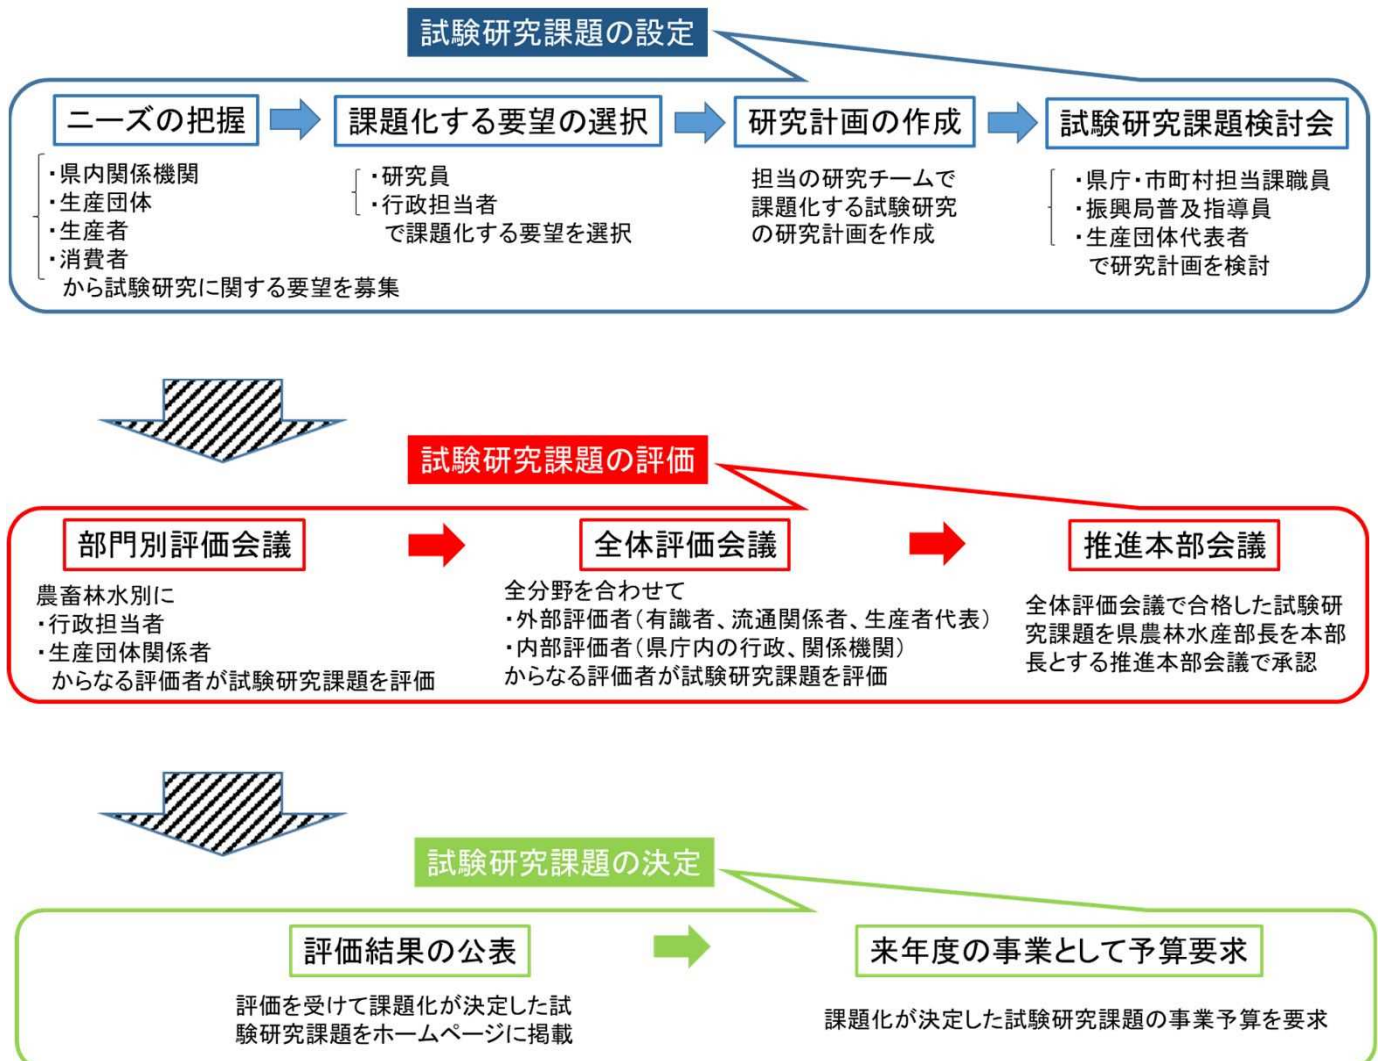 試験研究課題の設定
ニーズの把握
課題化する要望の選択
研究計画の作成
試験研究課題検討会
・県内関係機関
・生産団体
・生産者
・消費者
から試験研究に関する要望を募集
・研究員
・行政担当者
で課題化する要望を選択
担当の研究チームで
課題化する試験研究
の研究計画を作成
・県庁・市町村担当課職員
・振興局普及指導員
・生産団体代表者
で研究計画を検討
試験研究課題の評価
部門別評価会議
全体評価会議
推進本部会議
農畜林水別に
・行政担当者
・生産団体関係者
からなる評価者が試験研究課題を評価
全分野を合わせて
・外部評価者(有識者、流通関係者、生産者代表)
・内部評価者(県庁内の行政、関係機関)
からなる評価者が試験研究課題を評価
全体評価会議で合格した試験研
究課題を県農林水産部長を本部
長とする推進本部会議で承認
試験研究課題の決定
評価結果の公表
来年度の事業として予算要求
評価を受けて課題化が決定した試
験研究課題をホームページに掲載
課題化が決定した試験研究課題の事業予算を要求